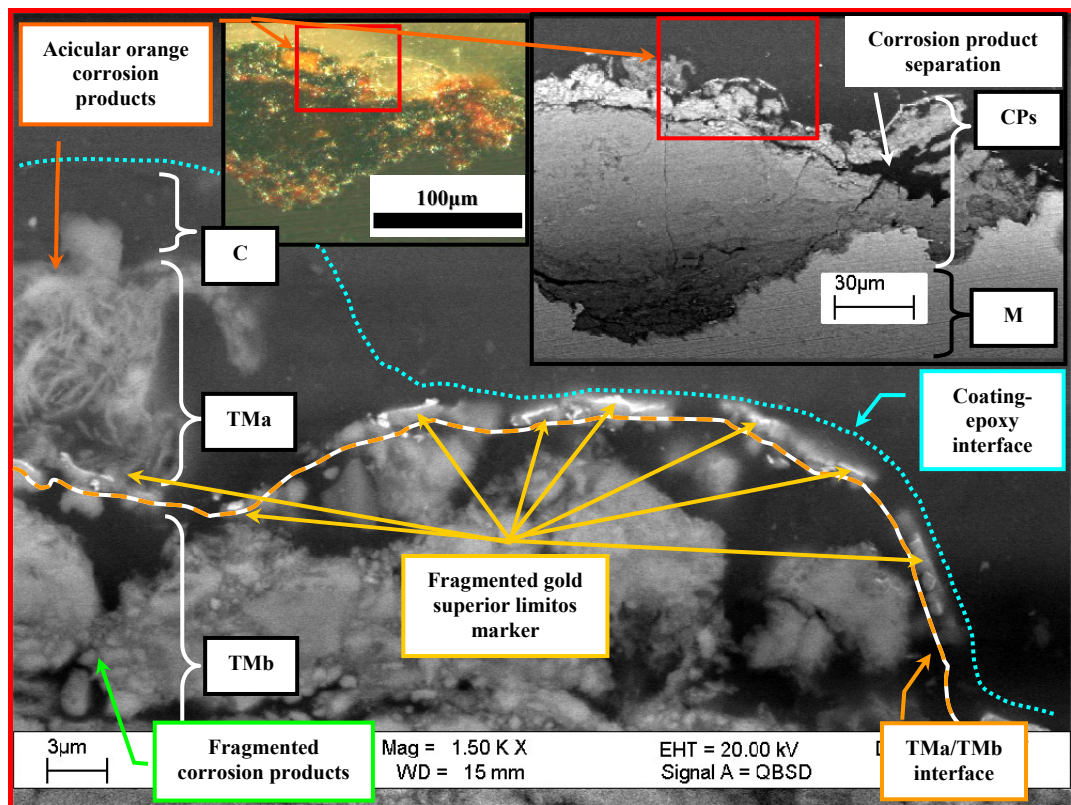 Acicular orange
corrosion
products
100µm
Corrosion product
separation
CPs
30µm
M
C
TMa
Coating-
epoxy
interface
Fragmented gold
superior limitos
marker
TMb
Fragmented
corrosion products
TMa/TMb
interface
3µm
Mag = 1.50 K X
WD = 15 mm
EHT = 20.00 kV
Signal A = QBSD